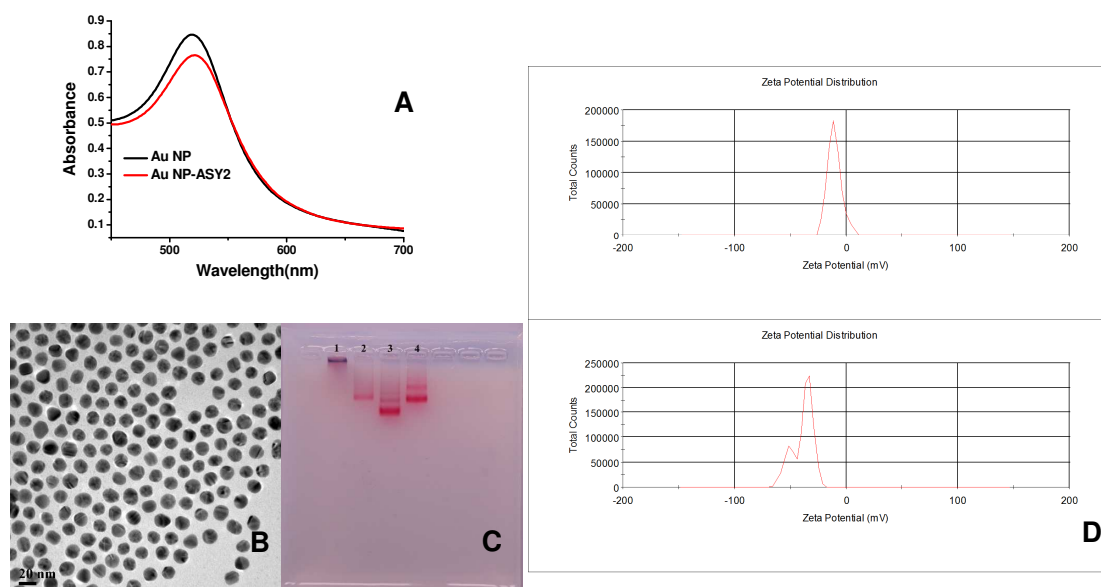 0.9
0.8
0.7
0.6
0.5
0.4
0.3
0.2
0.1
Absorbance
A
Au NP
Au NP-ASY2
500
600
700
Wavelength(nm)
B
20 nm
1
2
3
4
C
Zeta Potential Distribution
200000
150000
100000
50000
0
Total Counts
-200
-100
0
100
200
Zeta Potential (mV)
Zeta Potential Distribution
250000
200000
150000
100000
50000
0
Total Counts
-200
-100
0
100
200
Zeta Potential (mV)
D